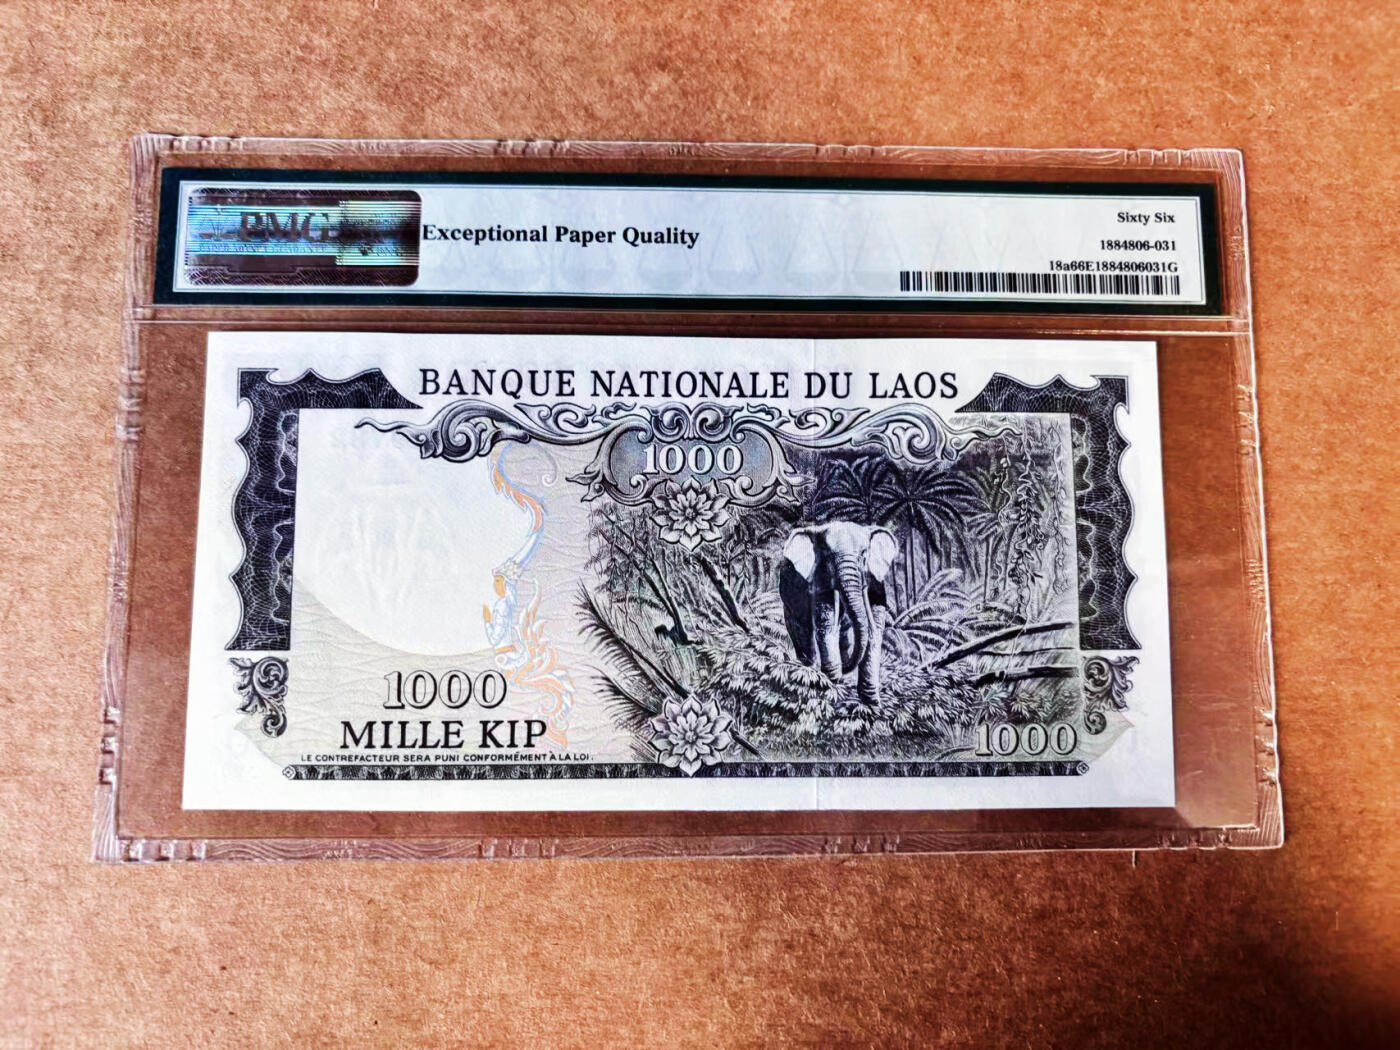 PMG
Exceptional Paper Quality
Sixty Six
1884806-031
18a66E1884806031G
BANQUE NATIONALE DU LAOS
1000
1000
MILLE KIP
LE CONTREFACTEUR SERA PUNI CONFORMÉMENT À LA LOI.
1000